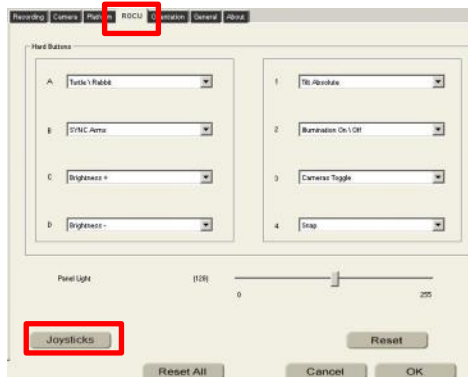 Recording Camera Platform ROCU Orientation General About
Hard Buttons
A Turtle \ Rabbit 1 Tilt Absolute
B SYNC Arms 2 Illumination On \ Off
C Brightness + 3 Cameras Toggle
D Brightness - 4 Snap
Panel Light (128)
0 255
Joysticks Reset
Reset All Cancel OK